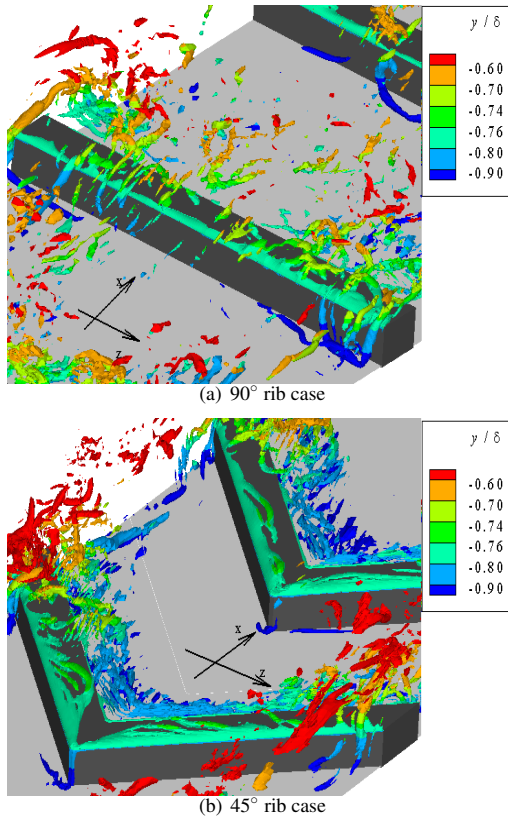 y / δ
-0.60
-0.70
-0.74
-0.76
-0.80
-0.90
x
z
(a) 90° rib case
y / δ
-0.60
-0.70
-0.74
-0.76
-0.80
-0.90
x
z
(b) 45° rib case